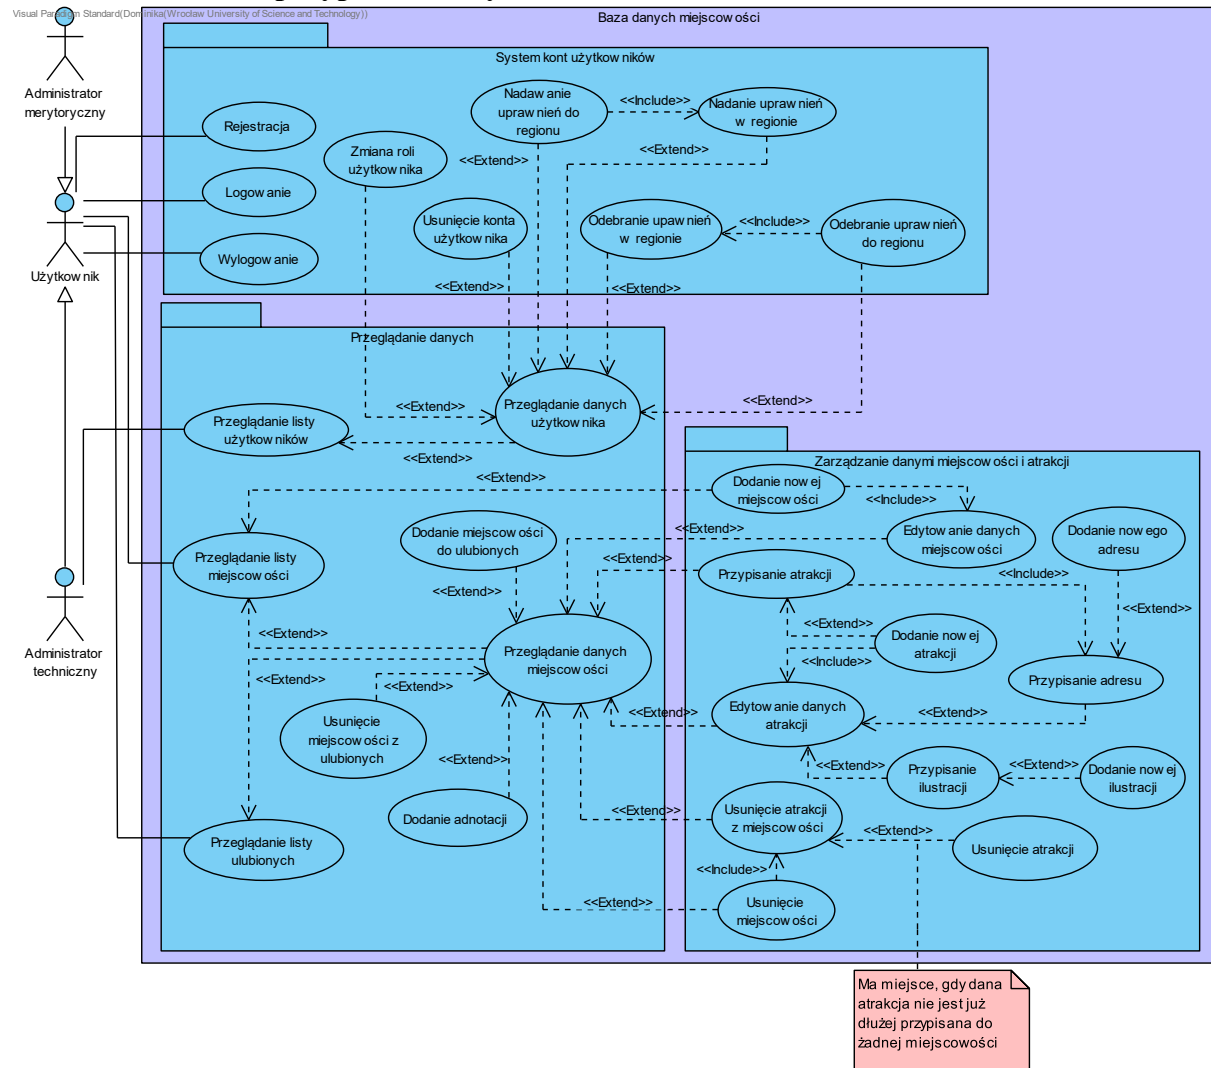 Visual Paradigm Standard(Dominika(Wrocław University of Science and Technology))
Baza danych miejscowości
System kont użytkowników
Administrator
merytoryczny
Użytkownik
Administrator
techniczny
Rejestracja
Logowanie
Wylogowanie
Zmiana roli
użytkownika
Nadawanie
uprawnień do
regionu
<<Include>>
Nadanie uprawnień
w regionie
<<Extend>>
<<Extend>>
Usunięcie konta
użytkownika
Odebranie upawnień
w regionie
<<Include>>
Odebranie uprawnień
do regionu
<<Extend>>
<<Extend>>
Przeglądanie danych
Przeglądanie listy
użytkowników
<<Extend>>
Przeglądanie danych
użytkownika
<<Extend>>
<<Extend>>
<<Extend>>
Przeglądanie listy
miejscowości
Dodanie miejscowości
do ulubionych
<<Extend>>
<<Extend>>
<<Extend>>
<<Extend>>
<<Extend>>
Przeglądanie danych
miejscowości
<<Extend>>
Usunięcie
miejscowości z
ulubionych
<<Extend>>
<<Extend>>
Dodanie adnotacji
<<Extend>>
<<Extend>>
Przeglądanie listy
ulubionych
Zarządzanie danymi miejscowości i atrakcji
Dodanie nowej
miejscowości
<<Include>>
Edytowanie danych
miejscowości
Dodanie nowego
adresu
Przypisanie atrakcji
<<Include>>
<<Extend>>
<<Extend>>
Dodanie nowej
atrakcji
<<Include>>
Przypisanie adresu
Edytowanie danych
atrakcji
<<Extend>>
<<Extend>>
Przypisanie
ilustracji
<<Extend>>
Dodanie nowej
ilustracji
Usunięcie atrakcji
z miejscowości
<<Extend>>
Usunięcie atrakcji
<<Include>>
Usunięcie
miejscowości
Ma miejsce, gdy dana
atrakcja nie jest już
dłużej przypisana do
żadnej miejscowości